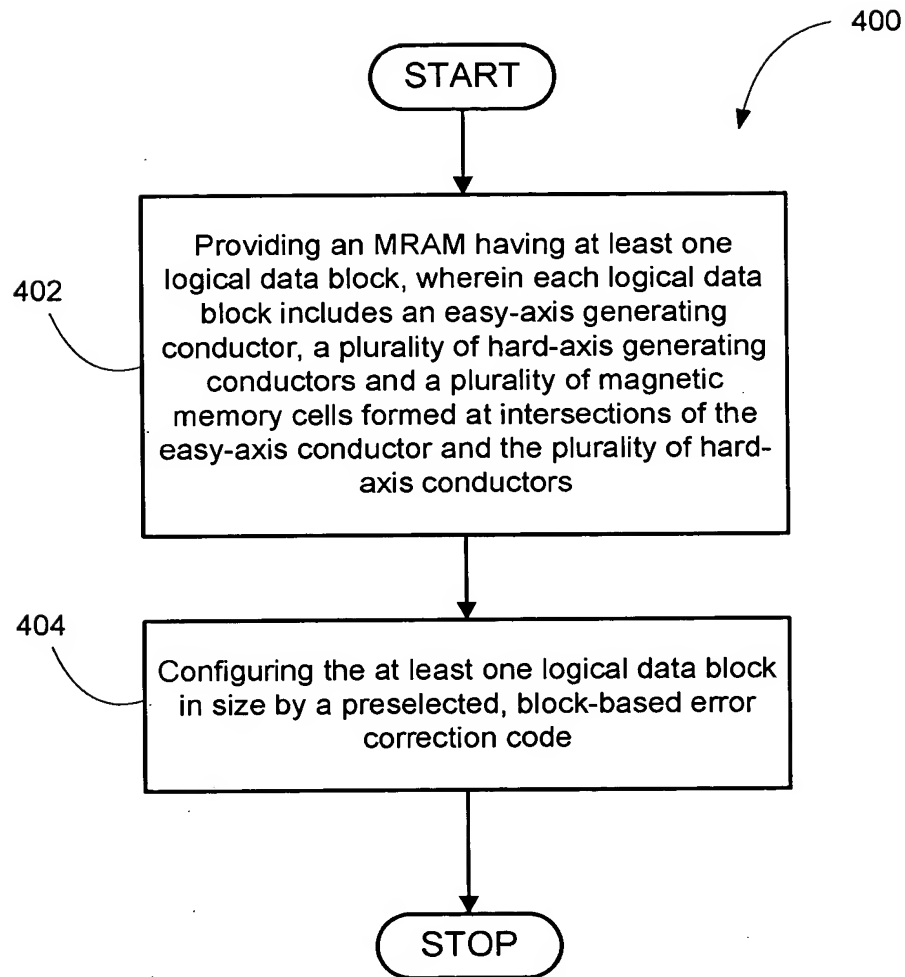 400
START
402
Providing an MRAM having at least one
logical data block, wherein each logical data
block includes an easy-axis generating
conductor, a plurality of hard-axis generating
conductors and a plurality of magnetic
memory cells formed at intersections of the
easy-axis conductor and the plurality of hard-
axis conductors
404
Configuring the at least one logical data block
in size by a preselected, block-based error
correction code
STOP